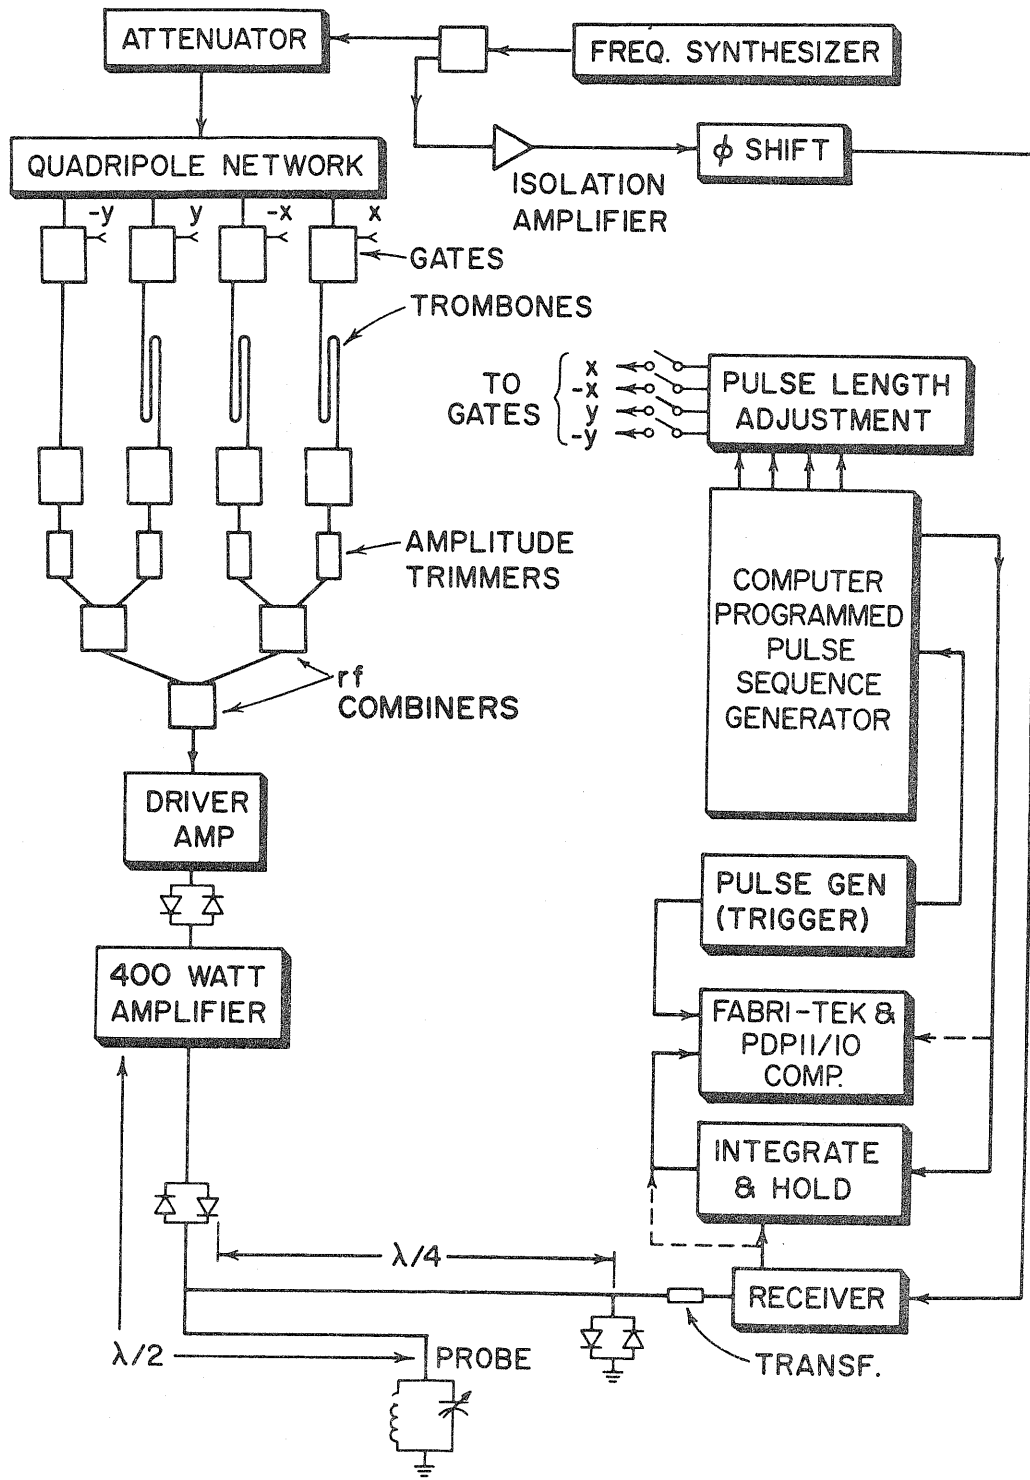 ATTENUATOR
FREQ. SYNTHESIZER
QUADRIPOLE NETWORK
ϕ SHIFT
ISOLATION
AMPLIFIER
-y
y
-x
x
GATES
TROMBONES
TO
GATES
x
-x
y
-y
PULSE LENGTH
ADJUSTMENT
AMPLITUDE
TRIMMERS
COMPUTER
PROGRAMMED
PULSE
SEQUENCE
GENERATOR
rf
COMBINERS
DRIVER
AMP
PULSE GEN
(TRIGGER)
400 WATT
AMPLIFIER
FABRI-TEK &
PDP11/10
COMP.
INTEGRATE
& HOLD
λ/4
RECEIVER
λ/2
PROBE
TRANSF.